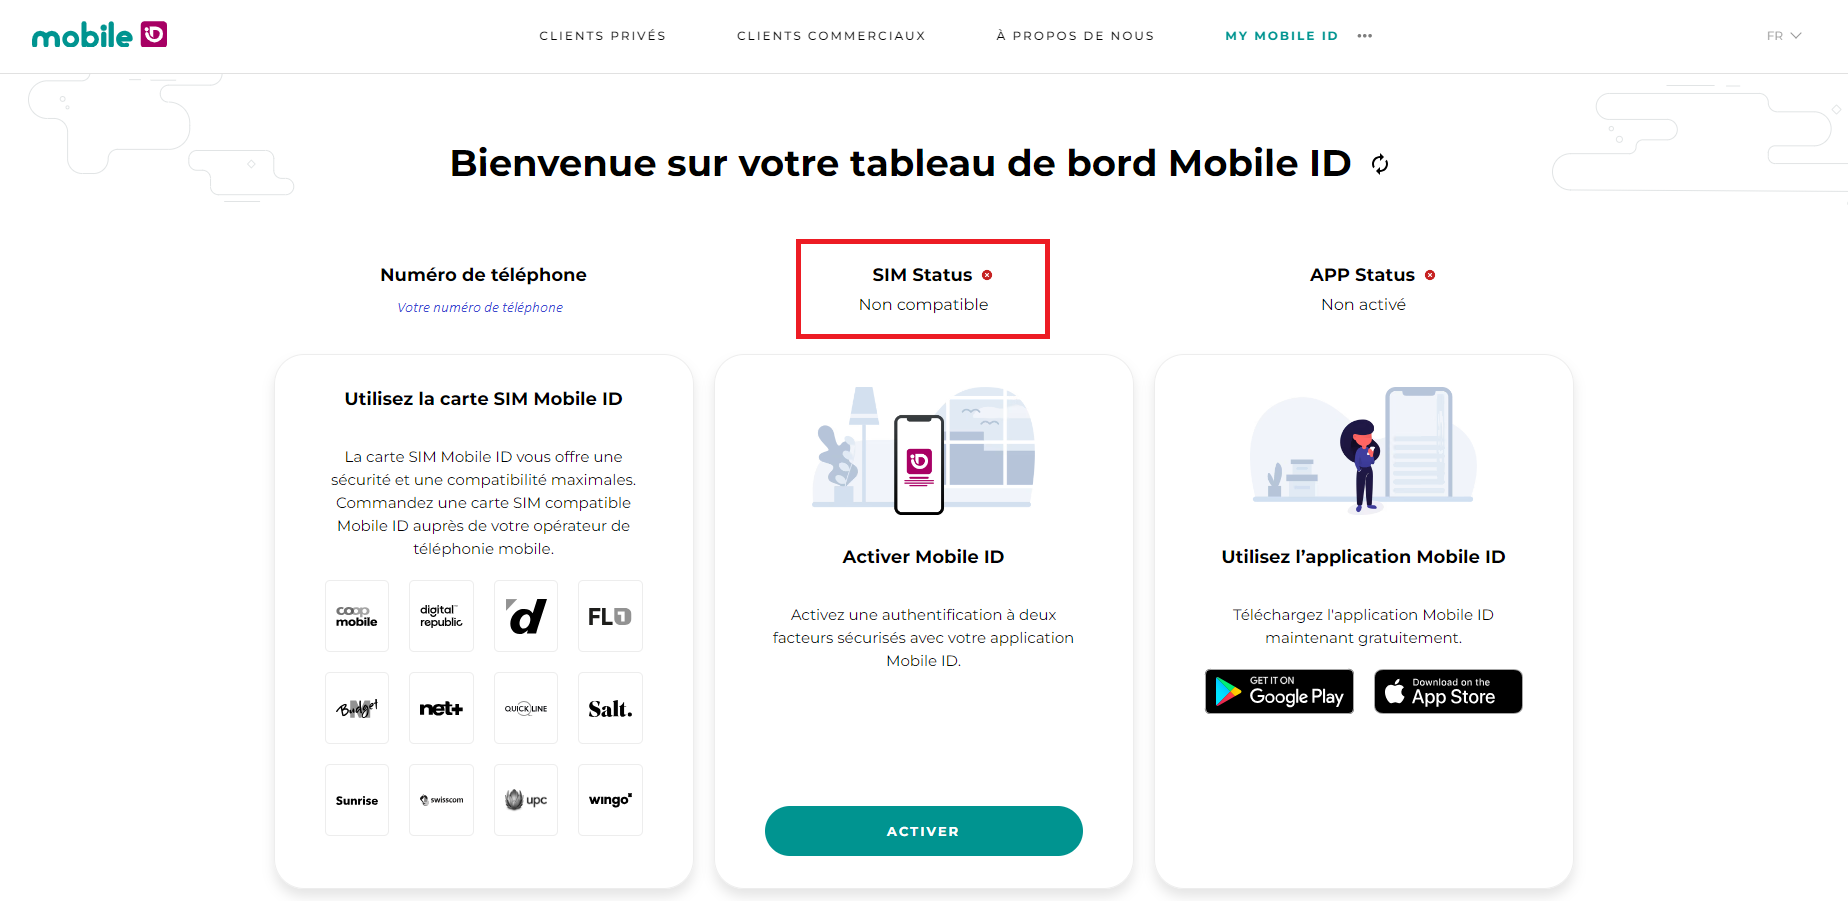 mobile iD
CLIENTS PRIVÉS
CLIENTS COMMERCIAUX
À PROPOS DE NOUS
MY MOBILE ID
FR
Bienvenue sur votre tableau de bord Mobile ID
Numéro de téléphone
Votre numéro de téléphone
SIM Status
Non compatible
APP Status
Non activé
Utilisez la carte SIM Mobile ID
La carte SIM Mobile ID vous offre une
sécurité et une compatibilité maximales.
Commandez une carte SIM compatible
Mobile ID auprès de votre opérateur de
téléphonie mobile.
coop
mobile
digital
republic
d
FL1
M Budget
net+
QUICKLINE
Salt.
Sunrise
swisscom
upc
wingo
iD
Activer Mobile ID
Activez une authentification à deux
facteurs sécurisés avec votre application
Mobile ID.
ACTIVER
Utilisez l’application Mobile ID
Téléchargez l'application Mobile ID
maintenant gratuitement.
GET IT ON
Google Play
Download on the
App Store